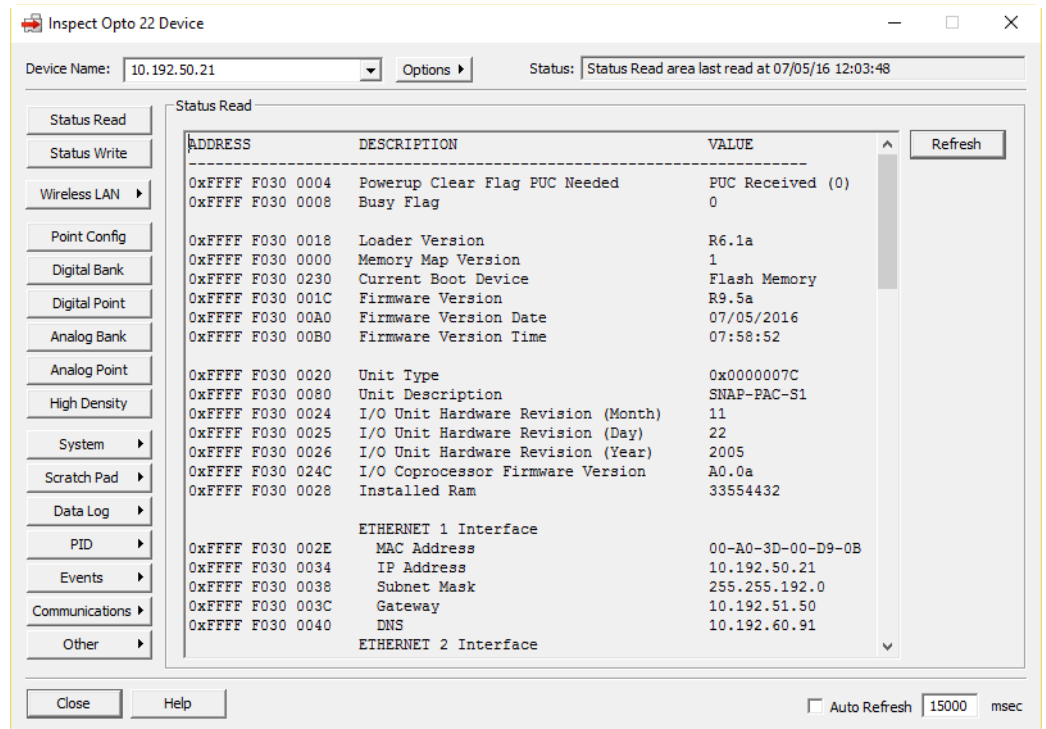 Inspect Opto 22 Device
Device Name: 10.192.50.21 Options Status: Status Read area last read at 07/05/16 12:03:48
Status Read
Status Write
Wireless LAN
Point Config
Digital Bank
Digital Point
Analog Bank
Analog Point
High Density
System
Scratch Pad
Data Log
PID
Events
Communications
Other
Status Read
Refresh
ADDRESS DESCRIPTION VALUE
--------------------------------------------------------------------------------
0xFFFF F030 0004 Powerup Clear Flag PUC Needed PUC Received (0)
0xFFFF F030 0008 Busy Flag 0
0xFFFF F030 0018 Loader Version R6.1a
0xFFFF F030 0000 Memory Map Version 1
0xFFFF F030 0230 Current Boot Device Flash Memory
0xFFFF F030 001C Firmware Version R9.5a
0xFFFF F030 00A0 Firmware Version Date 07/05/2016
0xFFFF F030 00B0 Firmware Version Time 07:58:52
0xFFFF F030 0020 Unit Type 0x0000007C
0xFFFF F030 0080 Unit Description SNAP-PAC-S1
0xFFFF F030 0024 I/O Unit Hardware Revision (Month) 11
0xFFFF F030 0025 I/O Unit Hardware Revision (Day) 22
0xFFFF F030 0026 I/O Unit Hardware Revision (Year) 2005
0xFFFF F030 024C I/O Coprocessor Firmware Version A0.0a
0xFFFF F030 0028 Installed Ram 33554432
ETHERNET 1 Interface
0xFFFF F030 002E MAC Address 00-A0-3D-00-D9-0B
0xFFFF F030 0034 IP Address 10.192.50.21
0xFFFF F030 0038 Subnet Mask 255.255.192.0
0xFFFF F030 003C Gateway 10.192.51.50
0xFFFF F030 0040 DNS 10.192.60.91
ETHERNET 2 Interface
Close Help Auto Refresh 15000 msec